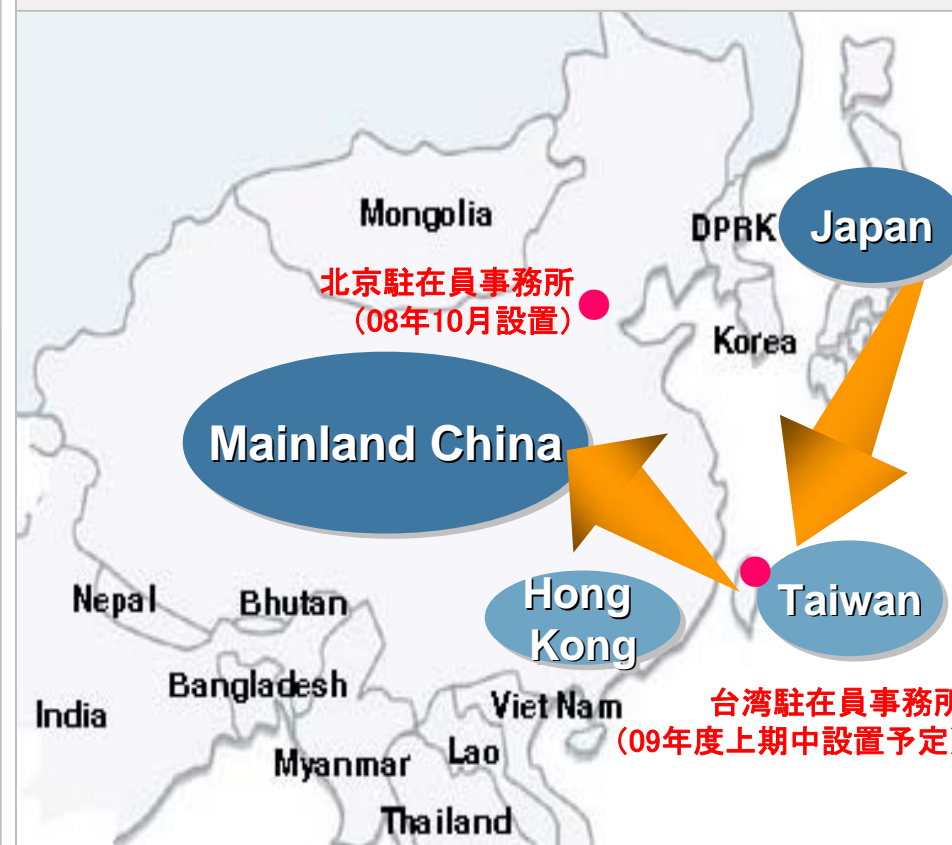 Mongolia
DPRK
Japan
北京駐在員事務所
（08年10月設置）
Korea
Mainland China
Nepal
Bhutan
Hong
Kong
Taiwan
Bangladesh
India
Viet Nam
台湾駐在員事務所
（09年度上期中設置予定）
Lao
Myanmar
Thailand